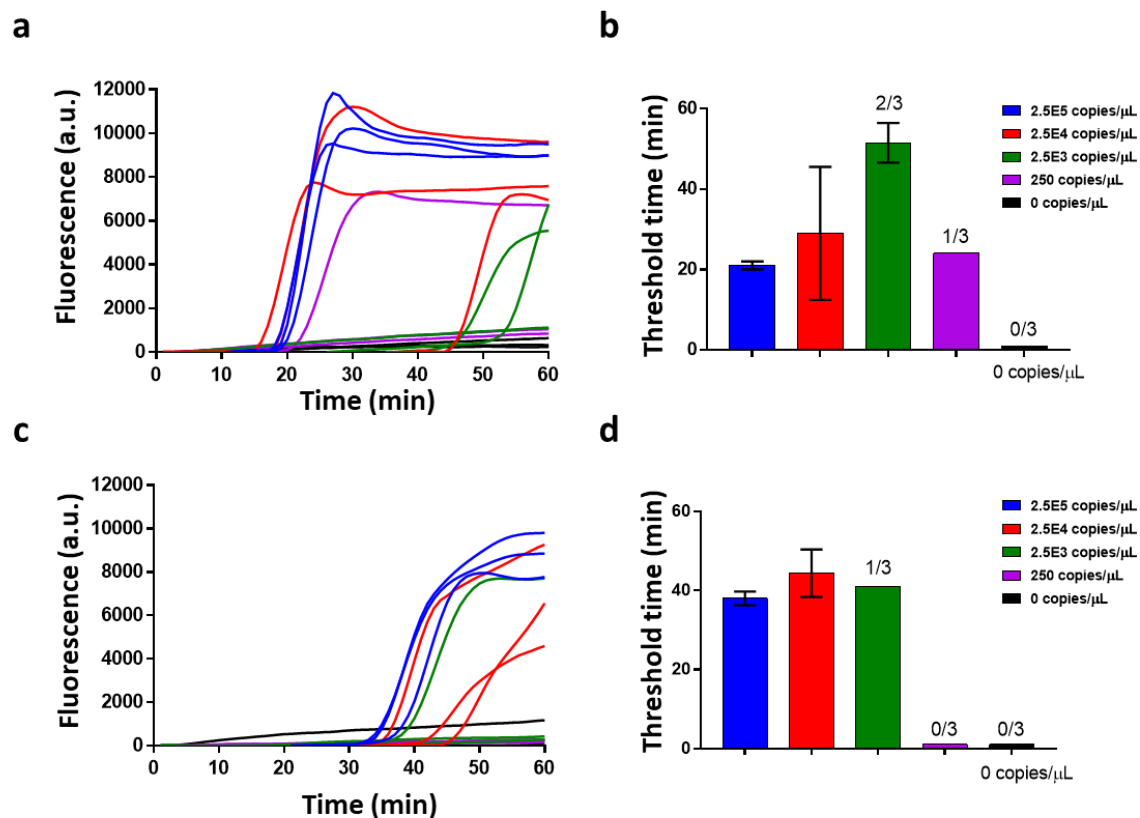 a
Fluorescence (a.u.)
12000
10000
8000
6000
4000
2000
0
0
10
20
30
40
50
60
Time (min)
b
Threshold time (min)
60
40
20
0
2/3
1/3
0/3
0 copies/μL
2.5E5 copies/μL
2.5E4 copies/μL
2.5E3 copies/μL
250 copies/μL
0 copies/μL
c
Fluorescence (a.u.)
12000
10000
8000
6000
4000
2000
0
0
10
20
30
40
50
60
Time (min)
d
Threshold time (min)
60
40
20
0
1/3
0/3
0/3
0 copies/μL
2.5E5 copies/μL
2.5E4 copies/μL
2.5E3 copies/μL
250 copies/μL
0 copies/μL